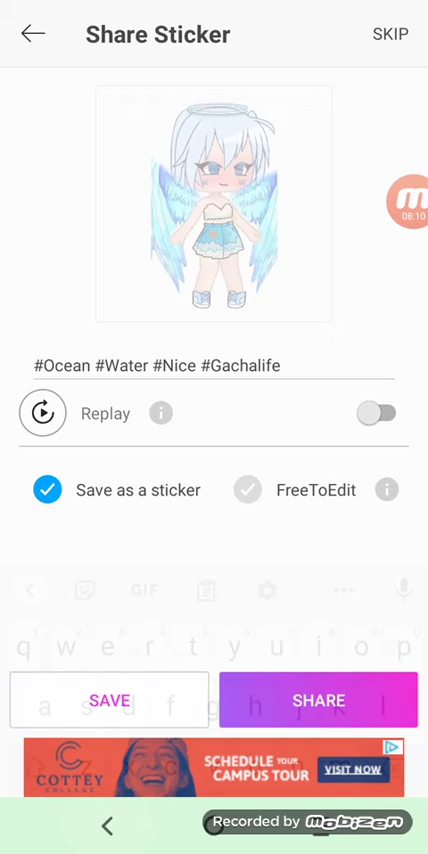 Share Sticker
SKIP
08:10
#Ocean #Water #Nice #Gachalife
Replay
Save as a sticker
FreeToEdit
GIF
q w e r t y u i o p
SAVE
SHARE
a s d f g h j k l
COTTEY
COLLEGE
SCHEDULE YOUR
CAMPUS TOUR
VISIT NOW
Recorded by mobizen